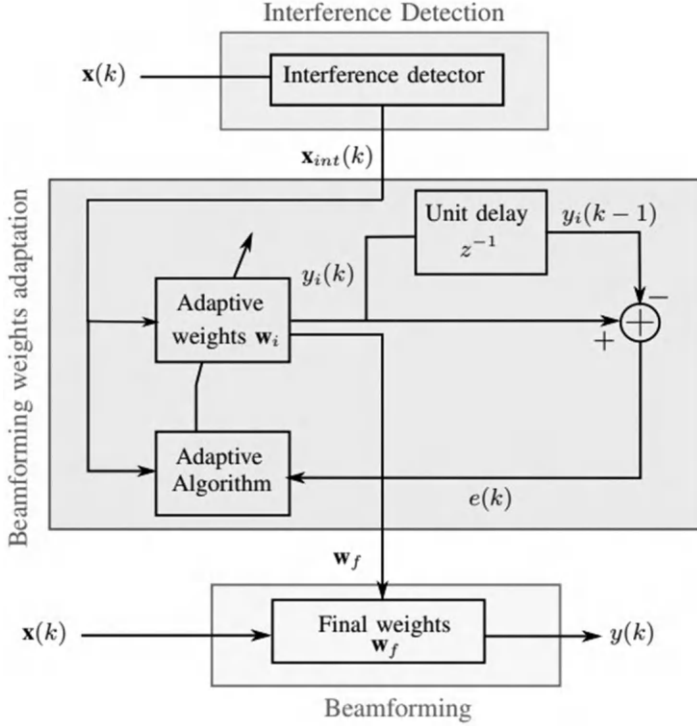 Interference Detection
x(k)
Interference detector
x_int(k)
Beamforming weights adaptation
Unit delay
z^{-1}
y_i(k − 1)
y_i(k)
−
Adaptive
weights w_i
+
+
Adaptive
Algorithm
e(k)
w_f
x(k)
Final weights
w_f
y(k)
Beamforming